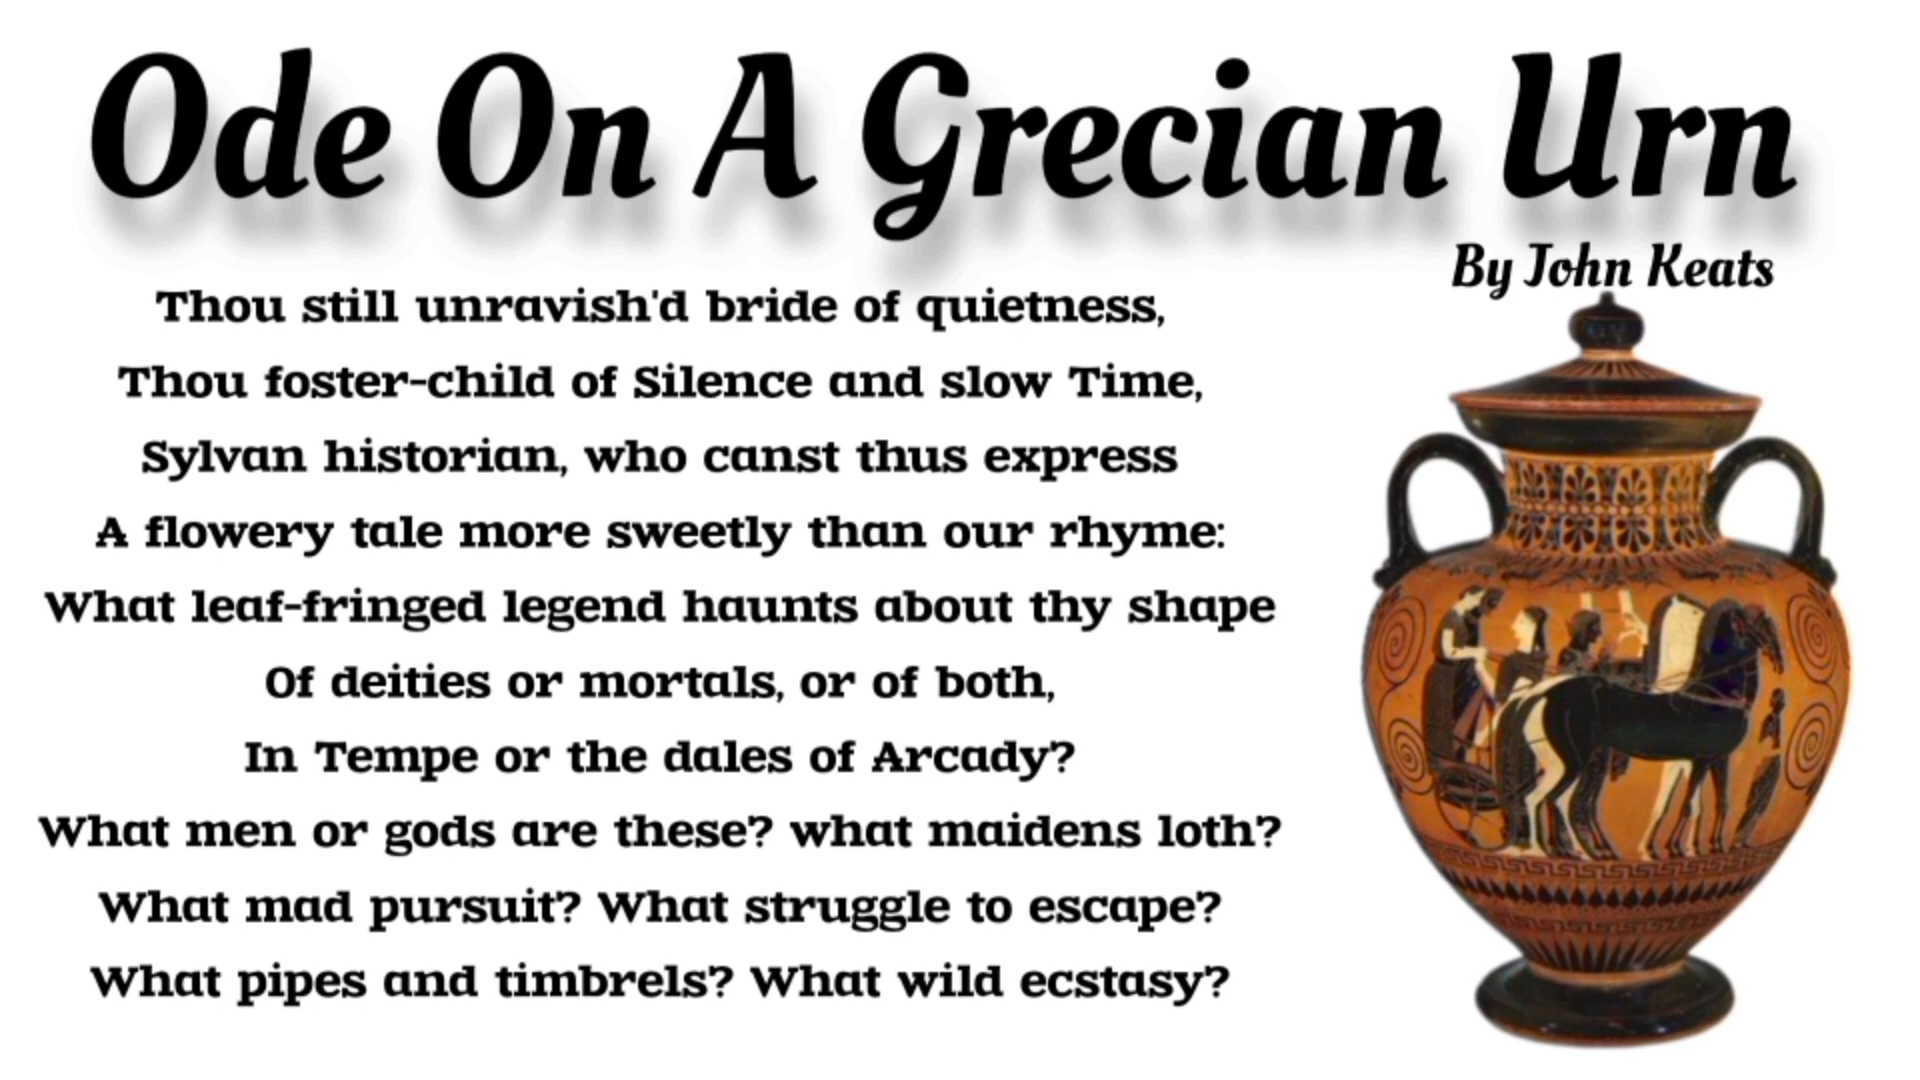 Ode On A Grecian Urn
By John Keats
Thou still unravish'd bride of quietness,
Thou foster-child of Silence and slow Time,
Sylvan historian, who canst thus express
A flowery tale more sweetly than our rhyme:
What leaf-fringed legend haunts about thy shape
Of deities or mortals, or of both,
In Tempe or the dales of Arcady?
What men or gods are these? what maidens loth?
What mad pursuit? What struggle to escape?
What pipes and timbrels? What wild ecstasy?